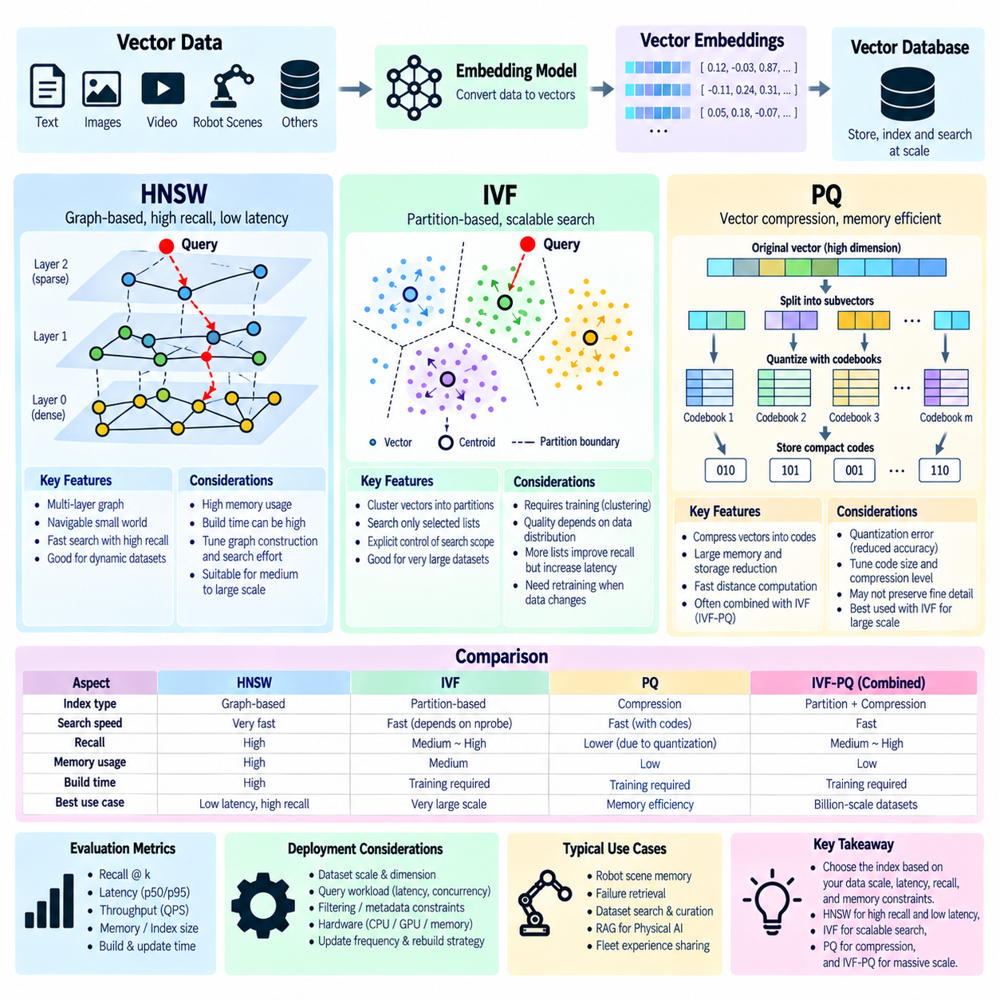 Vector Data
Text
Images
Video
Robot Scenes
Others
Embedding Model
Convert data to vectors
Vector Embeddings
[ 0.12, -0.03, 0.87, ... ]
[ -0.11, 0.24, 0.31, ... ]
[ 0.05, 0.18, -0.07, ... ]
...
Vector Database
Store, index and search
at scale
HNSW
Graph-based, high recall, low latency
Query
Layer 2
(sparse)
Layer 1
Layer 0
(dense)
Key Features
• Multi-layer graph
• Navigable small world
• Fast search with high recall
• Good for dynamic datasets
Considerations
• High memory usage
• Build time can be high
• Tune graph construction
and search effort
• Suitable for medium
to large scale
IVF
Partition-based, scalable search
Query
Vector
Centroid
Partition boundary
Key Features
• Cluster vectors into partitions
• Search only selected lists
• Explicit control of search scope
• Good for very large datasets
Considerations
• Requires training (clustering)
• Quality depends on data
distribution
• More lists improve recall
but increase latency
• Need retraining when
data changes
PQ
Vector compression, memory efficient
Original vector (high dimension)
Split into subvectors
...
Quantize with codebooks
...
Codebook 1
Codebook 2
Codebook 3
Codebook m
Store compact codes
010
101
001
...
110
Key Features
• Compress vectors into codes
• Large memory and
storage reduction
• Fast distance computation
• Often combined with IVF
(IVF-PQ)
Considerations
• Quantization error
(reduced accuracy)
• Tune code size and
compression level
• May not preserve fine detail
• Best used with IVF for
large scale
Comparison
Aspect HNSW IVF PQ IVF-PQ (Combined)
Index type Graph-based Partition-based Compression Partition + Compression
Search speed Very fast Fast (depends on nprobe) Fast (with codes) Fast
Recall High Medium ~ High Lower (due to quantization) Medium ~ High
Memory usage High Medium Low Low
Build time High Training required Training required Training required
Best use case Low latency, high recall Very large scale Memory efficiency Billion-scale datasets
Evaluation Metrics
• Recall @ k
• Latency (p50/p95)
• Throughput (QPS)
• Memory / Index size
• Build & update time
Deployment Considerations
• Dataset scale & dimension
• Query workload (latency, concurrency)
• Filtering / metadata constraints
• Hardware (CPU / GPU / memory)
• Update frequency & rebuild strategy
Typical Use Cases
• Robot scene memory
• Failure retrieval
• Dataset search & curation
• RAG for Physical AI
• Fleet experience sharing
Key Takeaway
• Choose the index based on
your data scale, latency, recall,
and memory constraints.
• HNSW for high recall and low latency,
• IVF for scalable search,
• PQ for compression,
and IVF-PQ for massive scale.